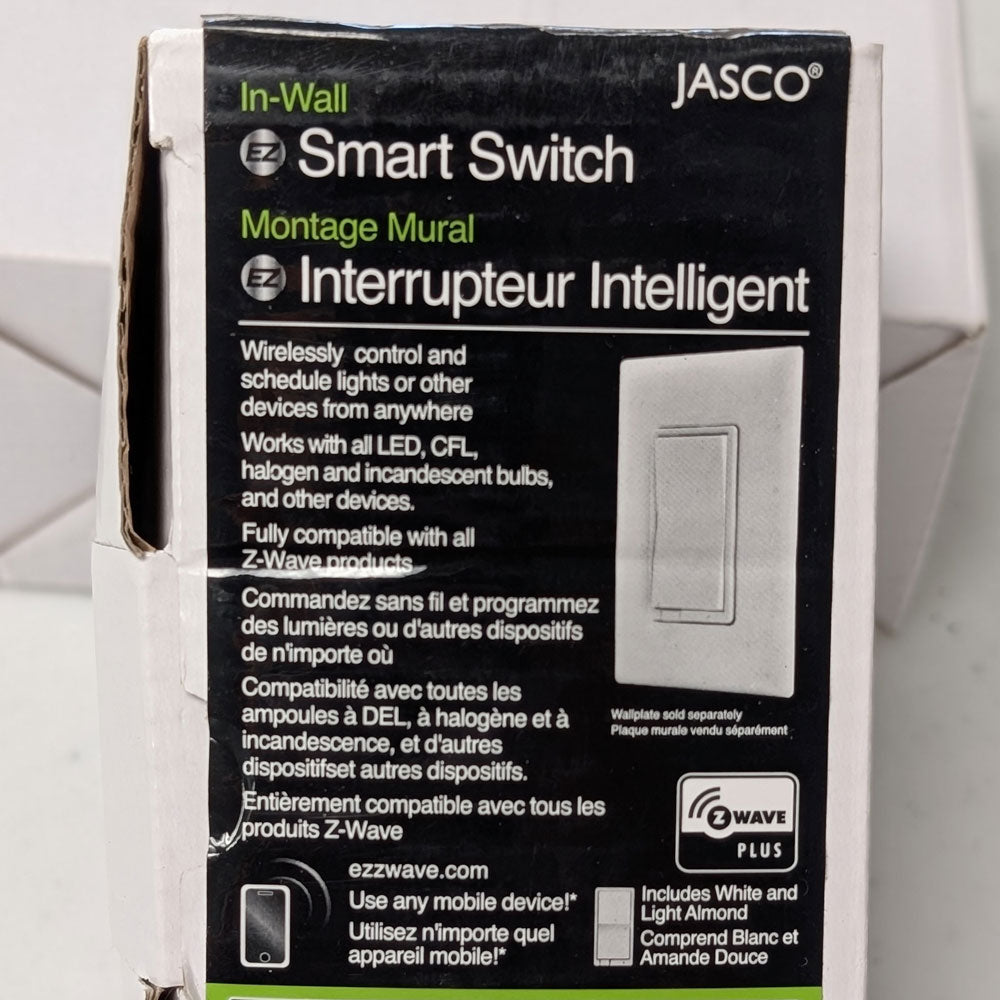 JASCO®
In-Wall
EZ Smart Switch
Montage Mural
EZ Interrupteur Intelligent
Wirelessly control and
schedule lights or other
devices from anywhere
Works with all LED, CFL,
halogen and incandescent bulbs,
and other devices.
Fully compatible with all
Z-Wave products
Commandez sans fil et programmez
des lumières ou d'autres dispositifs
de n'importe où
Compatibilité avec toutes les
ampoules à DEL, à halogène et à
incandescence, et d'autres
dispositifset autres dispositifs.
Entièrement compatible avec tous les
produits Z-Wave
Wallplate sold separately
Plaque murale vendu séparément
Z WAVE
PLUS
ezzwave.com
Use any mobile device!*
Utilisez n'importe quel
appareil mobile!*
Includes White and
Light Almond
Comprend Blanc et
Amande Douce